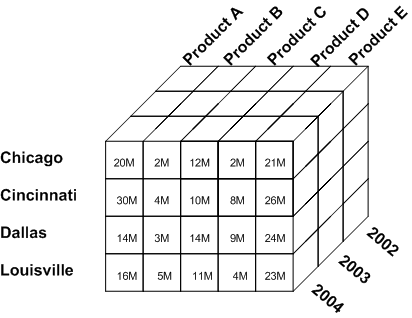 Product A
Product B
Product C
Product D
Product E
Chicago 20M 2M 12M 2M 21M
Cincinnati 30M 4M 10M 8M 26M
Dallas 14M 3M 14M 9M 24M
Louisville 16M 5M 11M 4M 23M
2002
2003
2004